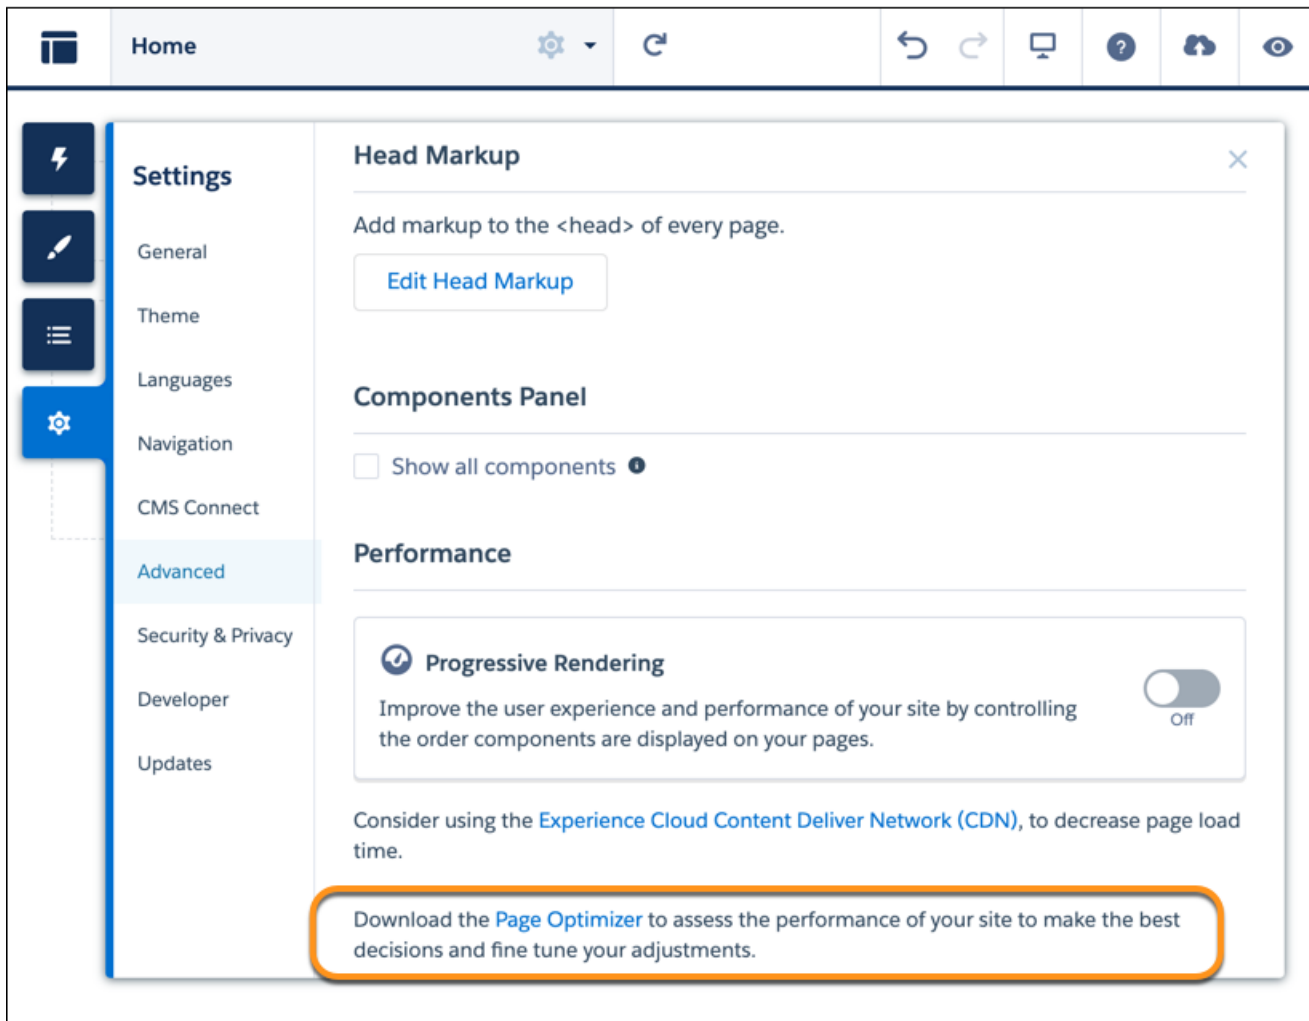 Home
?
Settings
General
Theme
Languages
Navigation
CMS Connect
Advanced
Security & Privacy
Developer
Updates
Head Markup
Add markup to the <head> of every page.
Edit Head Markup
Components Panel
Show all components
Performance
Progressive Rendering
Improve the user experience and performance of your site by controlling
the order components are displayed on your pages.
Off
Consider using the Experience Cloud Content Deliver Network (CDN), to decrease page load
time.
Download the Page Optimizer to assess the performance of your site to make the best
decisions and fine tune your adjustments.